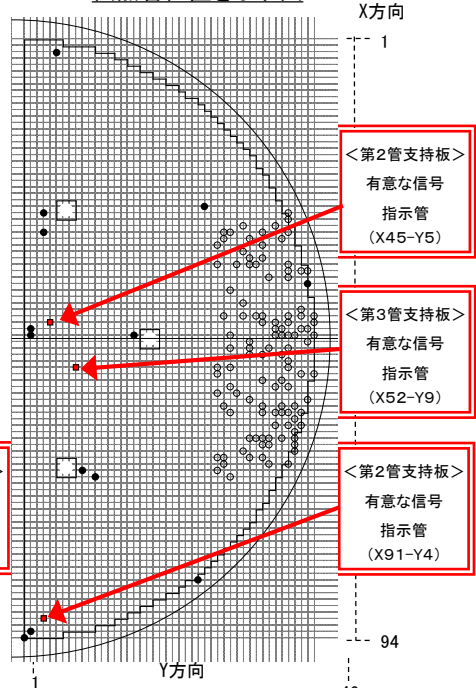 X方向
1
＜第2管支持板＞
有意な信号
指示管
(X45-Y5)
＜第3管支持板＞
有意な信号
指示管
(X52-Y9)
＜第2管支持板＞
有意な信号
指示管
(X91-Y4)
94
Y方向
1